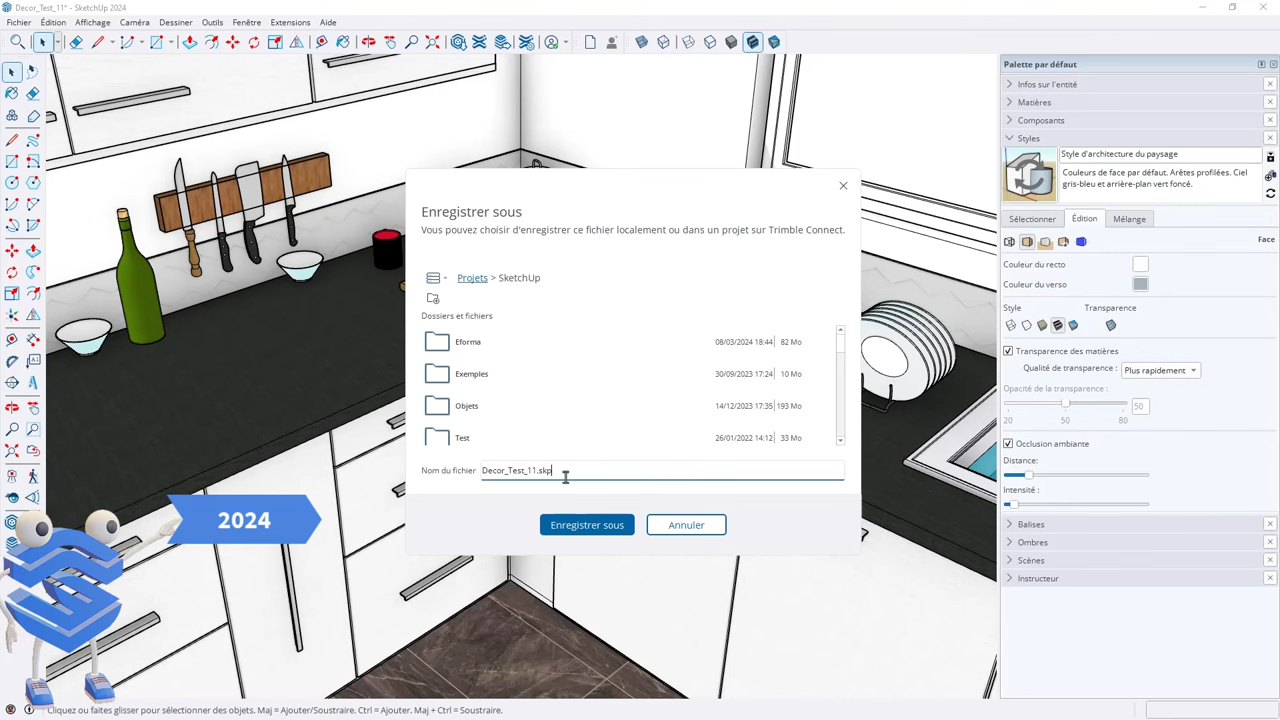 Decor_Test_11* - SketchUp 2024
Fichier Édition Affichage Caméra Dessiner Outils Fenêtre Extensions Aide
Palette par défaut
Infos sur l'entité
Matières
Composants
Styles
Style d'architecture du paysage
Couleurs de face par défaut. Arêtes profilées. Ciel
gris-bleu et arrière-plan vert foncé.
Sélectionner Édition Mélange
Face
Couleur du recto
Couleur du verso
Style Transparence
Transparence des matières
Qualité de transparence : Plus rapidement
Opacité de la transparence :
50
20 50 80
Occlusion ambiante
Distance:
Intensité :
Balises
Ombres
Scènes
Instructeur
Enregistrer sous
Vous pouvez choisir d'enregistrer ce fichier localement ou dans un projet sur Trimble Connect.
Projets > SketchUp
Dossiers et fichiers
Eforma 08/03/2024 18:44 82 Mo
Exemples 30/09/2023 17:24 10 Mo
Objets 14/12/2023 17:35 193 Mo
Test 26/01/2022 14:12 33 Mo
Nom du fichier Decor_Test_11.skp
Enregistrer sous Annuler
2024
Cliquez ou faites glisser pour sélectionner des objets. Maj = Ajouter/Soustraire. Ctrl = Ajouter. Maj + Ctrl = Soustraire.